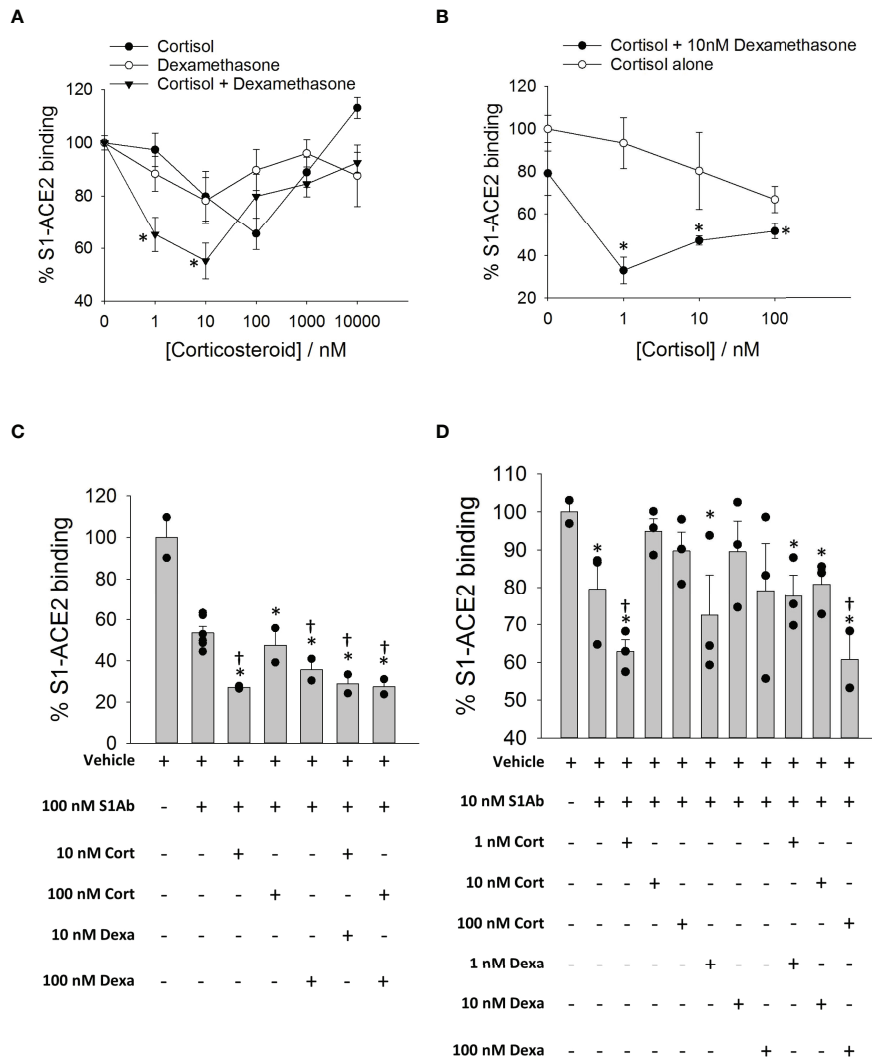 A
Cortisol
Dexamethasone
Cortisol + Dexamethasone
120
100
80
60
40
% S1-ACE2 binding
*
*
0 1 10 100 1000 10000
[Corticosteroid] / nM
B
Cortisol + 10nM Dexamethasone
Cortisol alone
120
100
80
60
40
20
% S1-ACE2 binding
* * *
0 1 10 100
[Cortisol] / nM
C
120
100
80
60
40
20
0
% S1-ACE2 binding
†* * †* †* †*
Vehicle + + + + + + +
100 nM S1Ab - + + + + + +
10 nM Cort - - + - - + -
100 nM Cort - - - + - - +
10 nM Dexa - - - - - + -
100 nM Dexa - - - - + - +
D
110
100
90
80
70
60
50
40
% S1-ACE2 binding
* †* * * * †*
Vehicle + + + + + + + + + + +
10 nM S1Ab - + + + + + + + + + +
1 nM Cort - - + - - - - - + - -
10 nM Cort - - - + - - - - - + -
100 nM Cort - - - - + - - - - - +
1 nM Dexa - - - - - + - - + - -
10 nM Dexa - - - - - - + - - + -
100 nM Dexa - - - - - - - + - - +